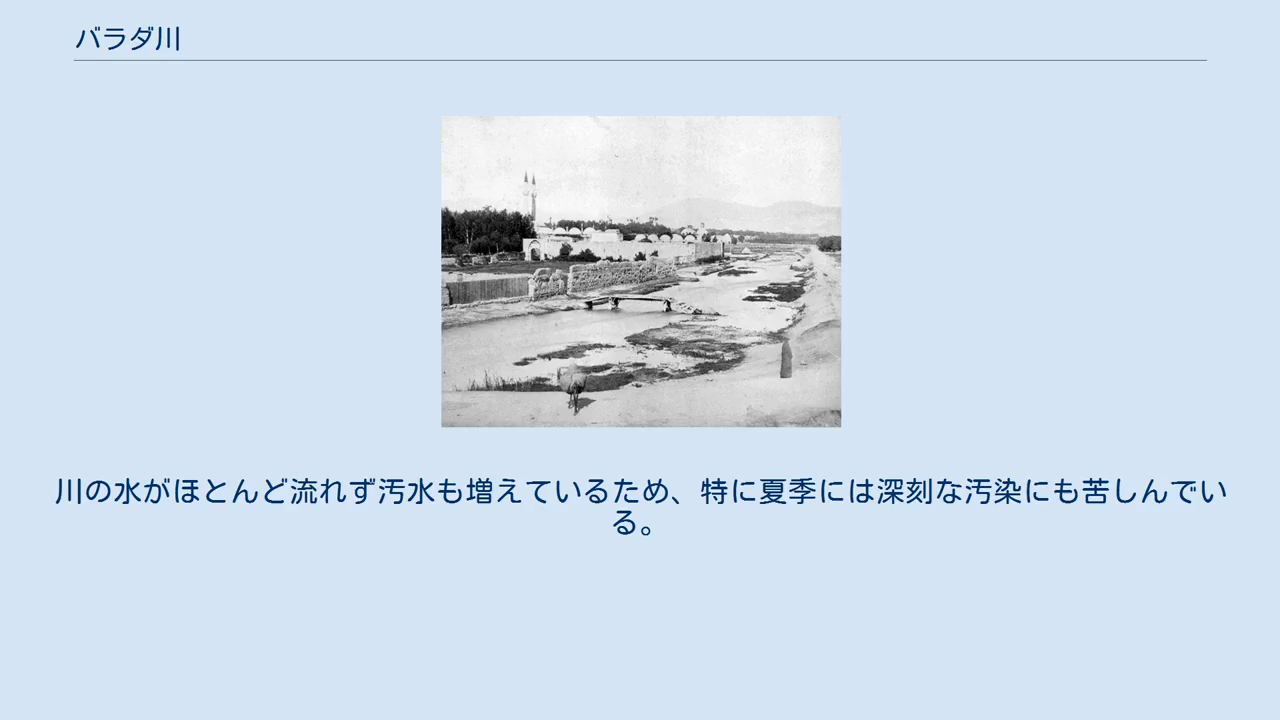 バラダ川
川の水がほとんど流れず汚水も増えているため、特に夏季には深刻な汚染にも苦しんでい
る。